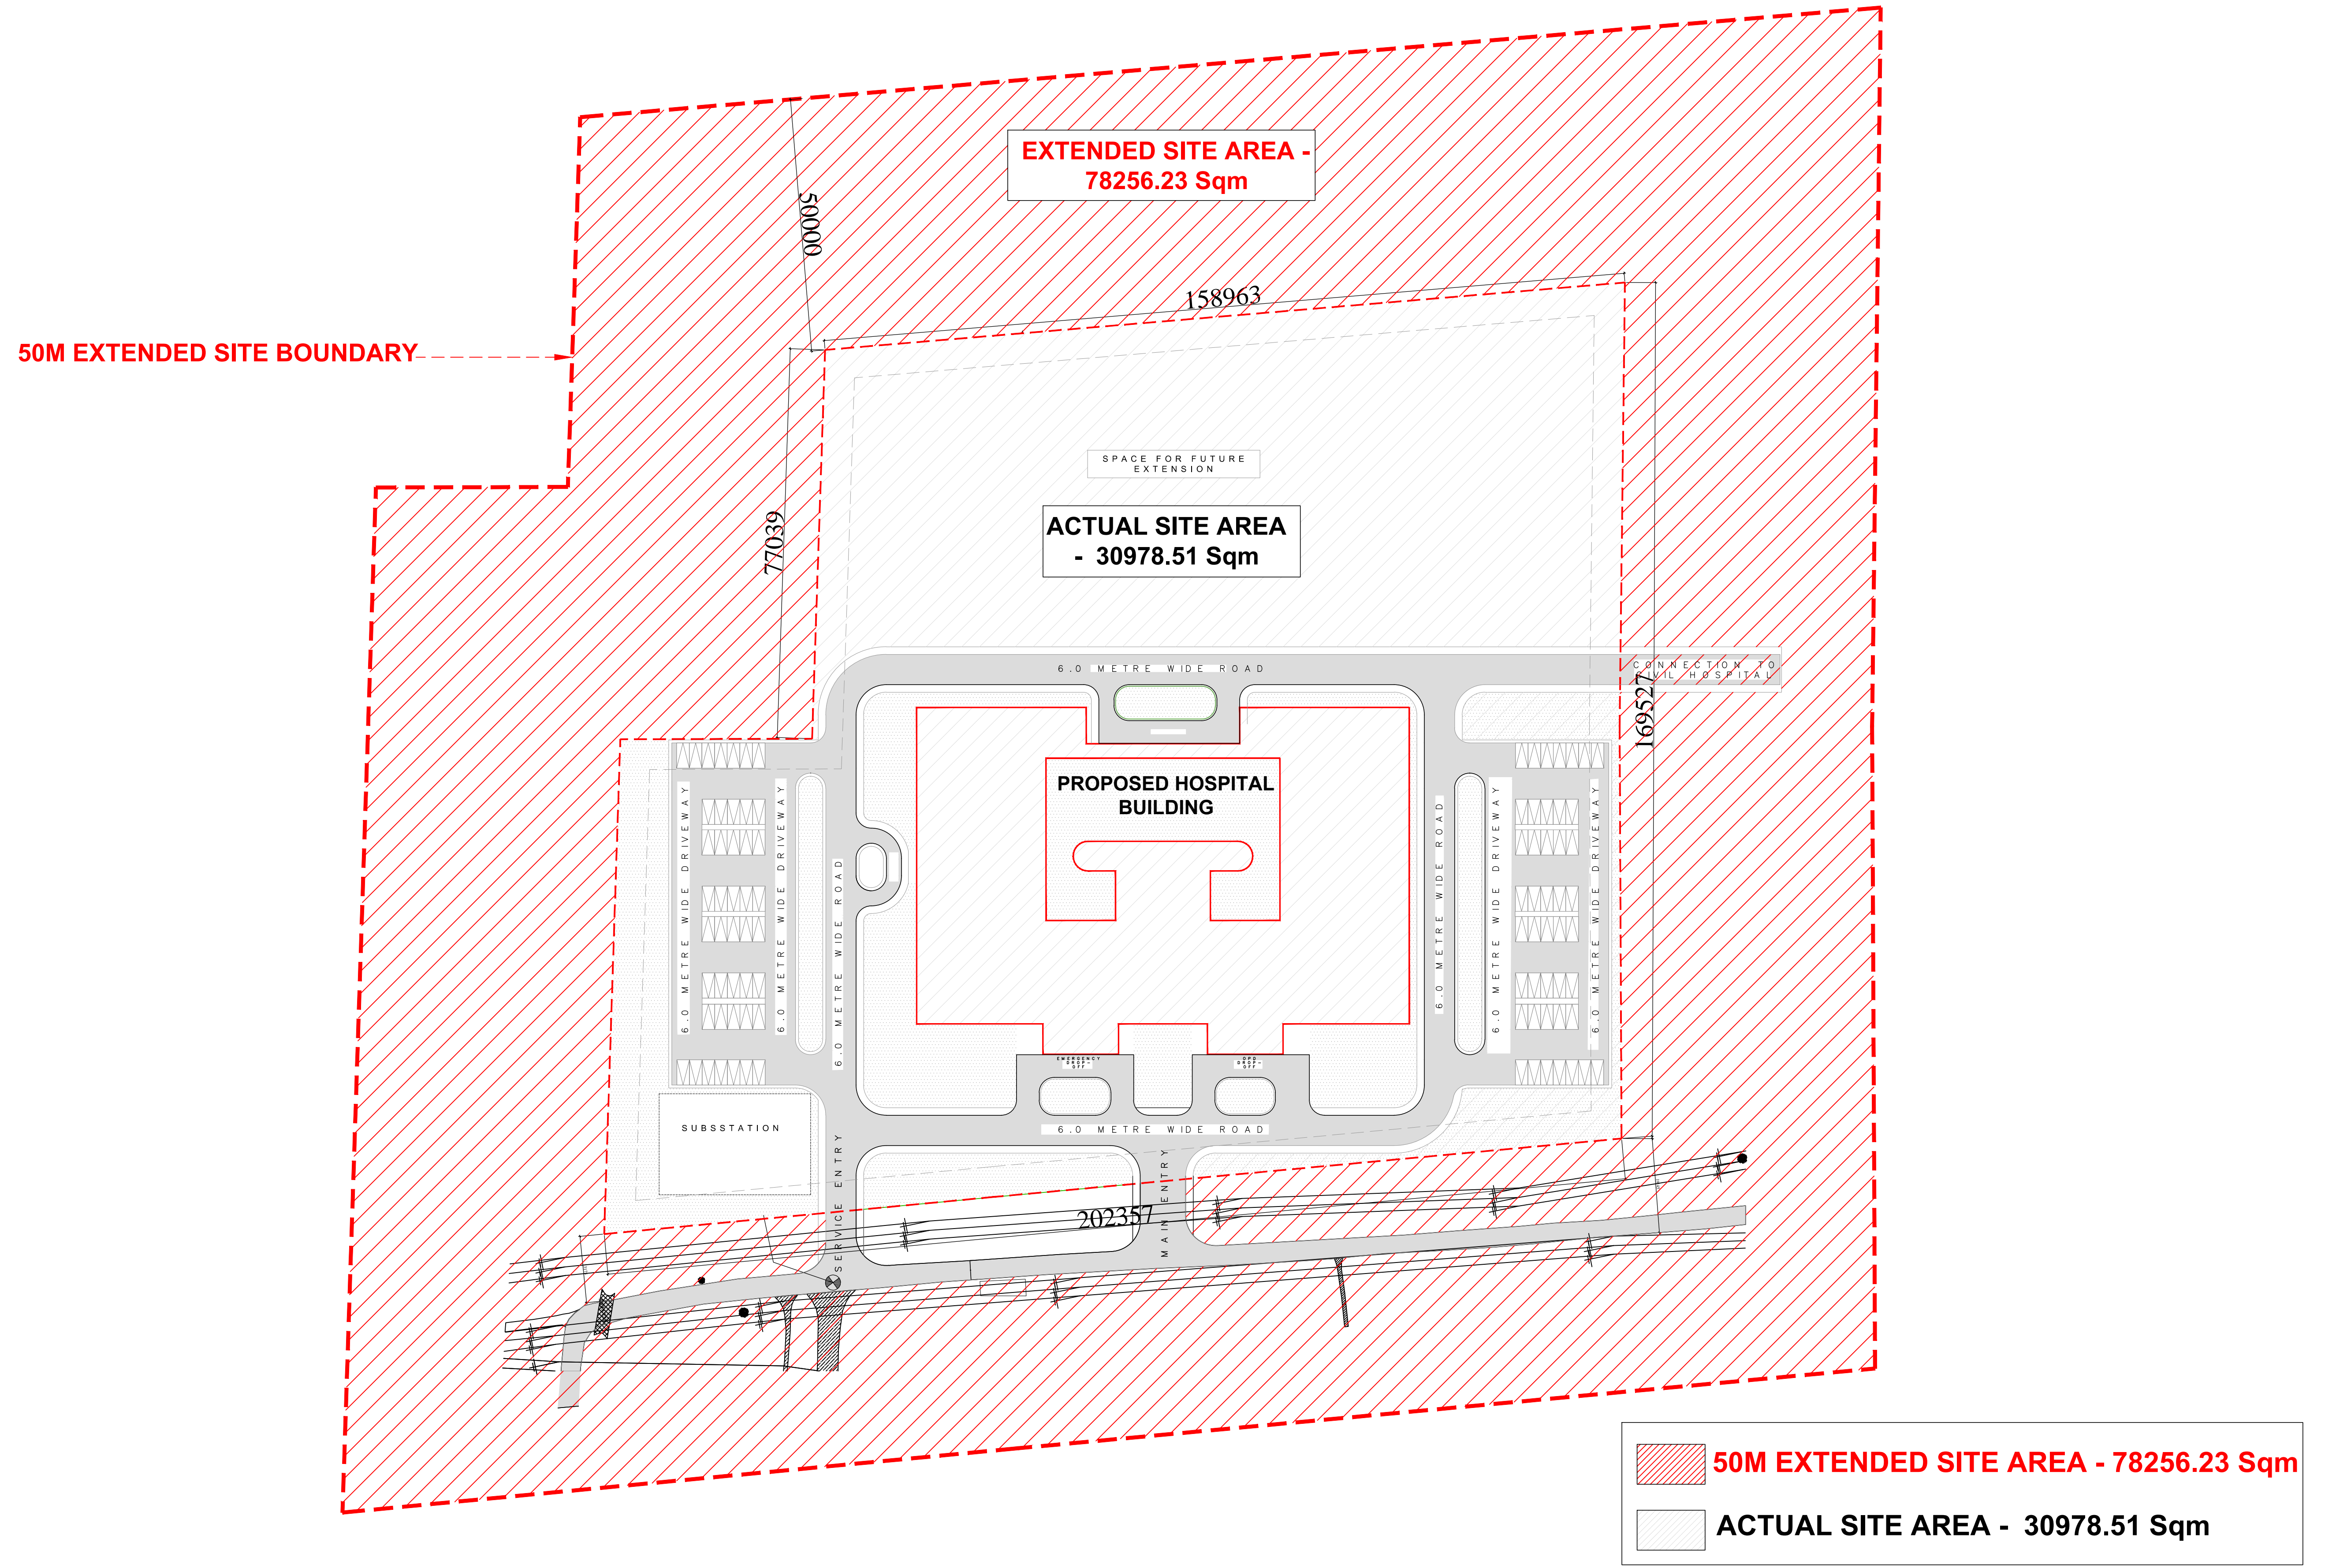 EXTENDED SITE AREA -
78256.23 Sqm
50000
158963
50M EXTENDED SITE BOUNDARY
SPACE FOR FUTURE
EXTENSION
77039
ACTUAL SITE AREA
- 30978.51 Sqm
6.0 METRE WIDE ROAD
CONNECTION TO
CIVIL HOSPITAL
169527
PROPOSED HOSPITAL
BUILDING
6.0 METRE WIDE DRIVEWAY
6.0 METRE WIDE DRIVEWAY
6.0 METRE WIDE ROAD
6.0 METRE WIDE ROAD
6.0 METRE WIDE DRIVEWAY
6.0 METRE WIDE DRIVEWAY
EMERGENCY
DROP-
OFF
OPD
DROP-
OFF
SUBSSTATION
6.0 METRE WIDE ROAD
SERVICE ENTRY
MAIN ENTRY
202357
50M EXTENDED SITE AREA - 78256.23 Sqm
ACTUAL SITE AREA - 30978.51 Sqm